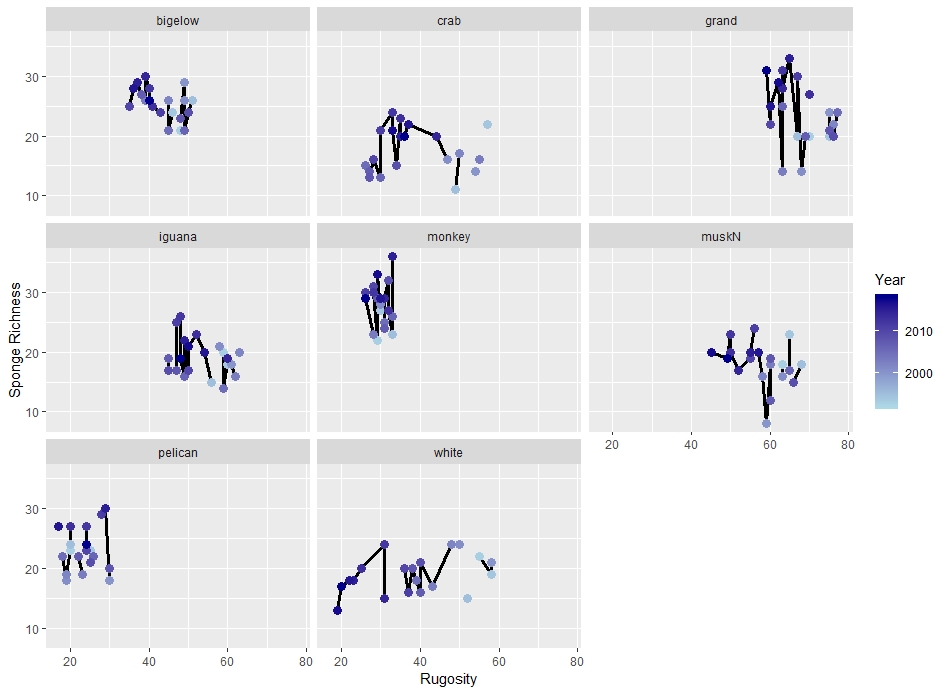 bigelow crab grand
30
20
10
iguana monkey muskN
30
20
10
20 40 60 80
pelican white
30
20
10
20 40 60 80 20 40 60 80
Rugosity
Sponge Richness
Year
2010
2000